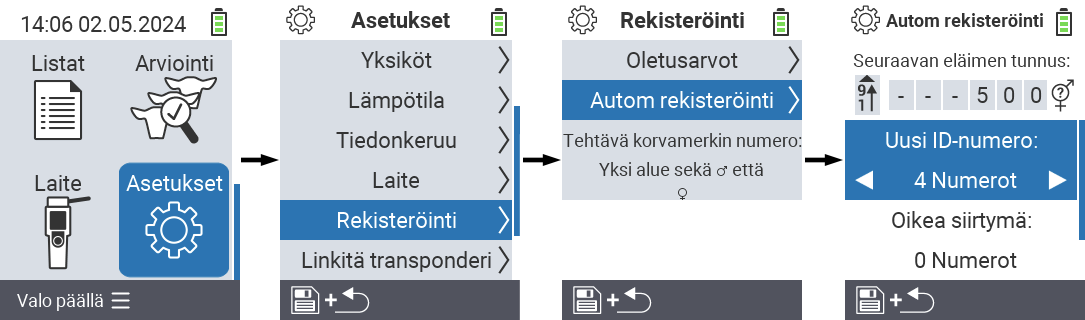 14:06 02.05.2024
Listat
Arviointi
Laite
Asetukset
Valo päällä
Asetukset
Yksiköt
Lämpötila
Tiedonkeruu
Laite
Rekisteröinti
Linkitä transponderi
+
Rekisteröinti
Oletusarvot
Autom rekisteröinti
Tehtävä korvamerkin numero:
Yksi alue sekä ♂ että
♀
+
Autom rekisteröinti
Seuraavan eläimen tunnus:
9 1 - - - 5 0 0
Uusi ID-numero:
4 Numerot
Oikea siirtymä:
0 Numerot
+